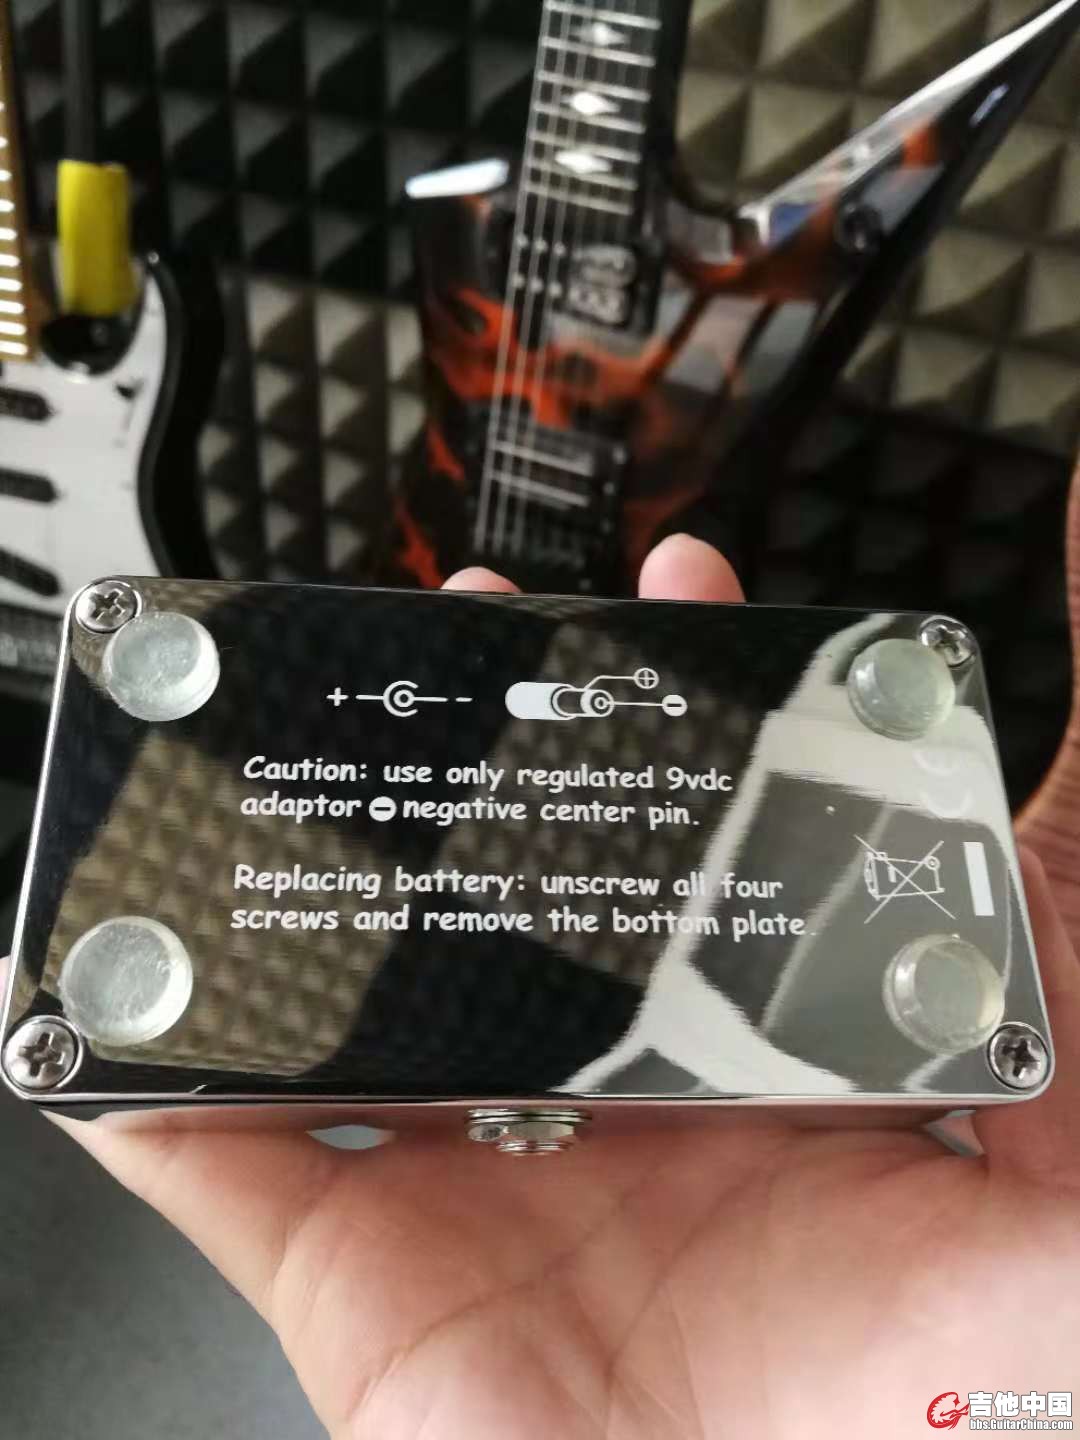 + -
Caution: use only regulated 9vdc
adaptor ⊖ negative center pin.
Replacing battery: unscrew all four
screws and remove the bottom plate.
吉他中国
bbs.GuitarChina.com